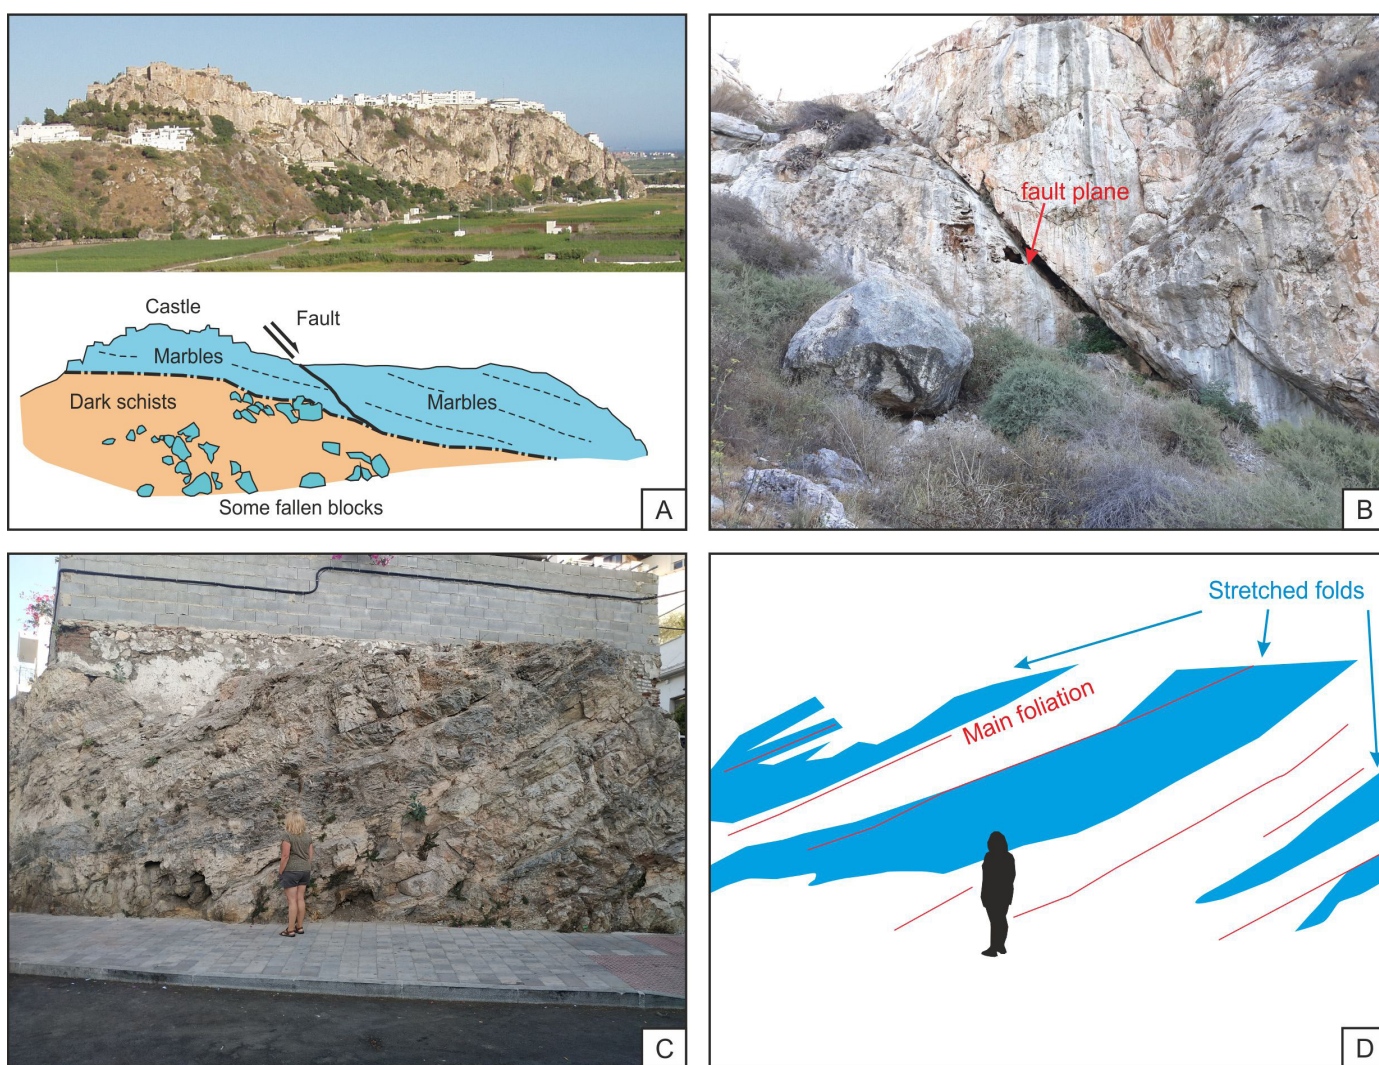 Castle
Fault
Marbles
Dark schists
Marbles
Some fallen blocks
A
fault plane
B
C
Stretched folds
Main foliation
D